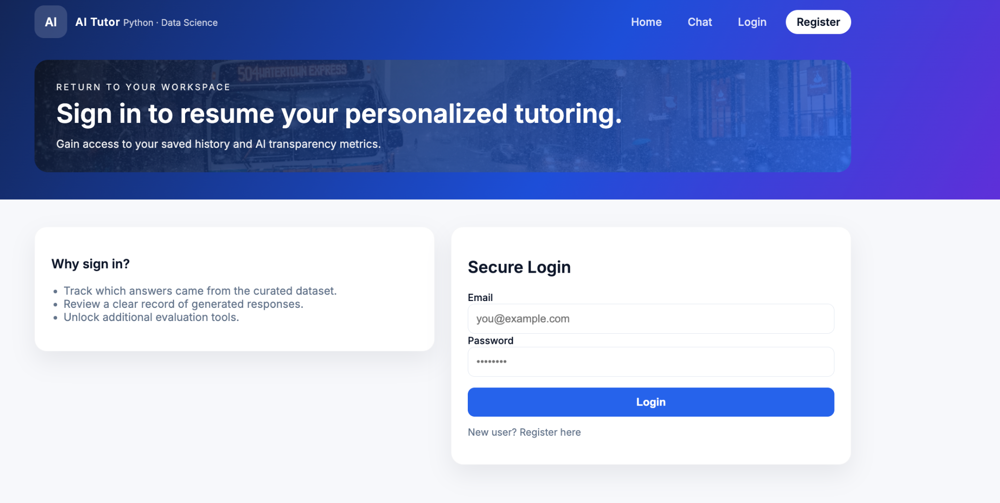 AI
AI Tutor Python · Data Science
Home
Chat
Login
Register
504 WATERTOWN EXPRESS
RETURN TO YOUR WORKSPACE
Sign in to resume your personalized tutoring.
Gain access to your saved history and AI transparency metrics.
Why sign in?
• Track which answers came from the curated dataset.
• Review a clear record of generated responses.
• Unlock additional evaluation tools.
Secure Login
Email
you@example.com
Password
••••••••
Login
New user? Register here